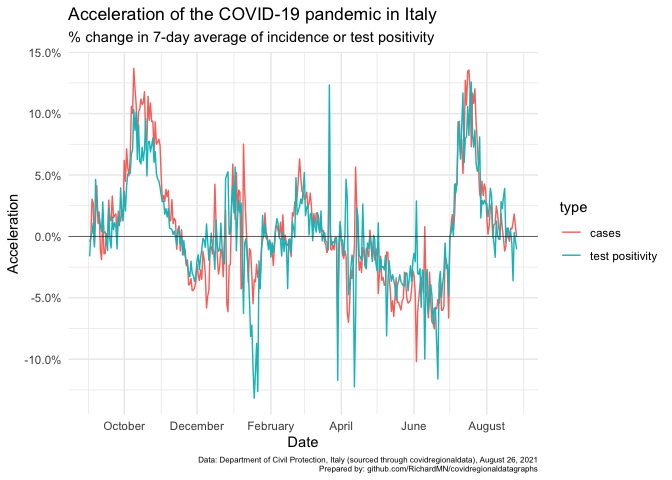 Acceleration of the COVID-19 pandemic in Italy
% change in 7-day average of incidence or test positivity
15.0%
10.0%
5.0%
0.0%
-5.0%
-10.0%
Acceleration
October December February April June August
Date
type
cases
test positivity
Data: Department of Civil Protection, Italy (sourced through covidregionaldata), August 26, 2021
Prepared by: github.com/RichardMN/covidregionaldatagraphs